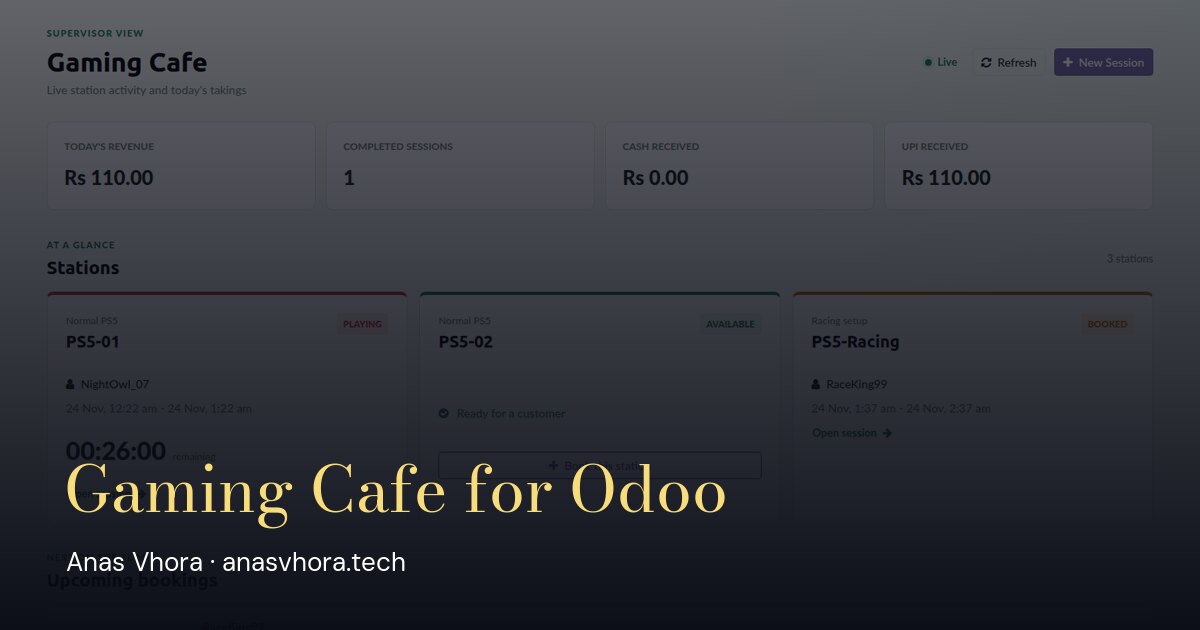 SUPERVISOR VIEW
Gaming Cafe
Live station activity and today's takings
Live
Refresh
+ New Session
TODAY'S REVENUE
Rs 110.00
COMPLETED SESSIONS
1
CASH RECEIVED
Rs 0.00
UPI RECEIVED
Rs 110.00
AT A GLANCE
Stations
3 stations
Normal PS5
PLAYING
PS5-01
NightOwl_07
24 Nov, 12:22 am - 24 Nov, 1:22 am
00:26:00 remaining
Normal PS5
AVAILABLE
PS5-02
Ready for a customer
Racing setup
BOOKED
PS5-Racing
RaceKing99
24 Nov, 1:37 am - 24 Nov, 2:37 am
Open session →
Gaming Cafe for Odoo
Anas Vhora · anasvhora.tech
Upcoming bookings